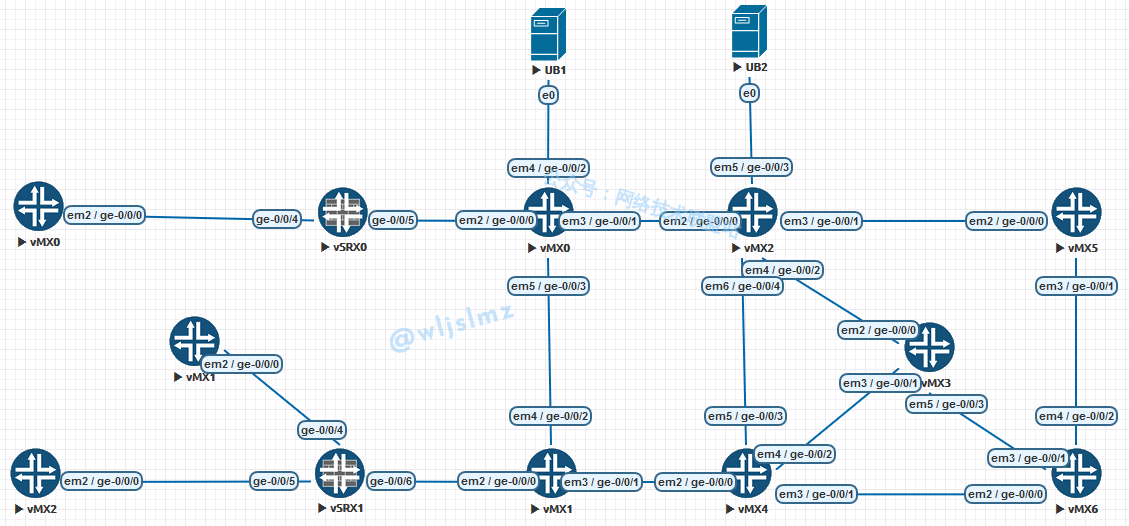 ▶ UB1
▶ UB2
e0
e0
em4 / ge-0/0/2
em5 / ge-0/0/3
公众号：网络技术
em2 / ge-0/0/0
ge-0/0/4
ge-0/0/5
em2 / ge-0/0/0
em3 / ge-0/0/1
em2 / ge-0/0/0
em3 / ge-0/0/1
em2 / ge-0/0/0
▶ vMX0
▶ vSRX0
▶ vMX0
▶ vMX2
▶ vMX5
em4 / ge-0/0/2
em5 / ge-0/0/3
em6 / ge-0/0/4
em3 / ge-0/0/1
@wljslmz
em2 / ge-0/0/0
em2 / ge-0/0/0
▶ vMX1
em3 / ge-0/0/1
vMX3
em5 / ge-0/0/3
em4 / ge-0/0/2
em5 / ge-0/0/3
em4 / ge-0/0/2
ge-0/0/4
em4 / ge-0/0/2
em3 / ge-0/0/1
em2 / ge-0/0/0
ge-0/0/5
ge-0/0/6
em2 / ge-0/0/0
em3 / ge-0/0/1
em2 / ge-0/0/0
em3 / ge-0/0/1
em2 / ge-0/0/0
▶ vMX2
▶ vSRX1
▶ vMX1
▶ vMX4
▶ vMX6